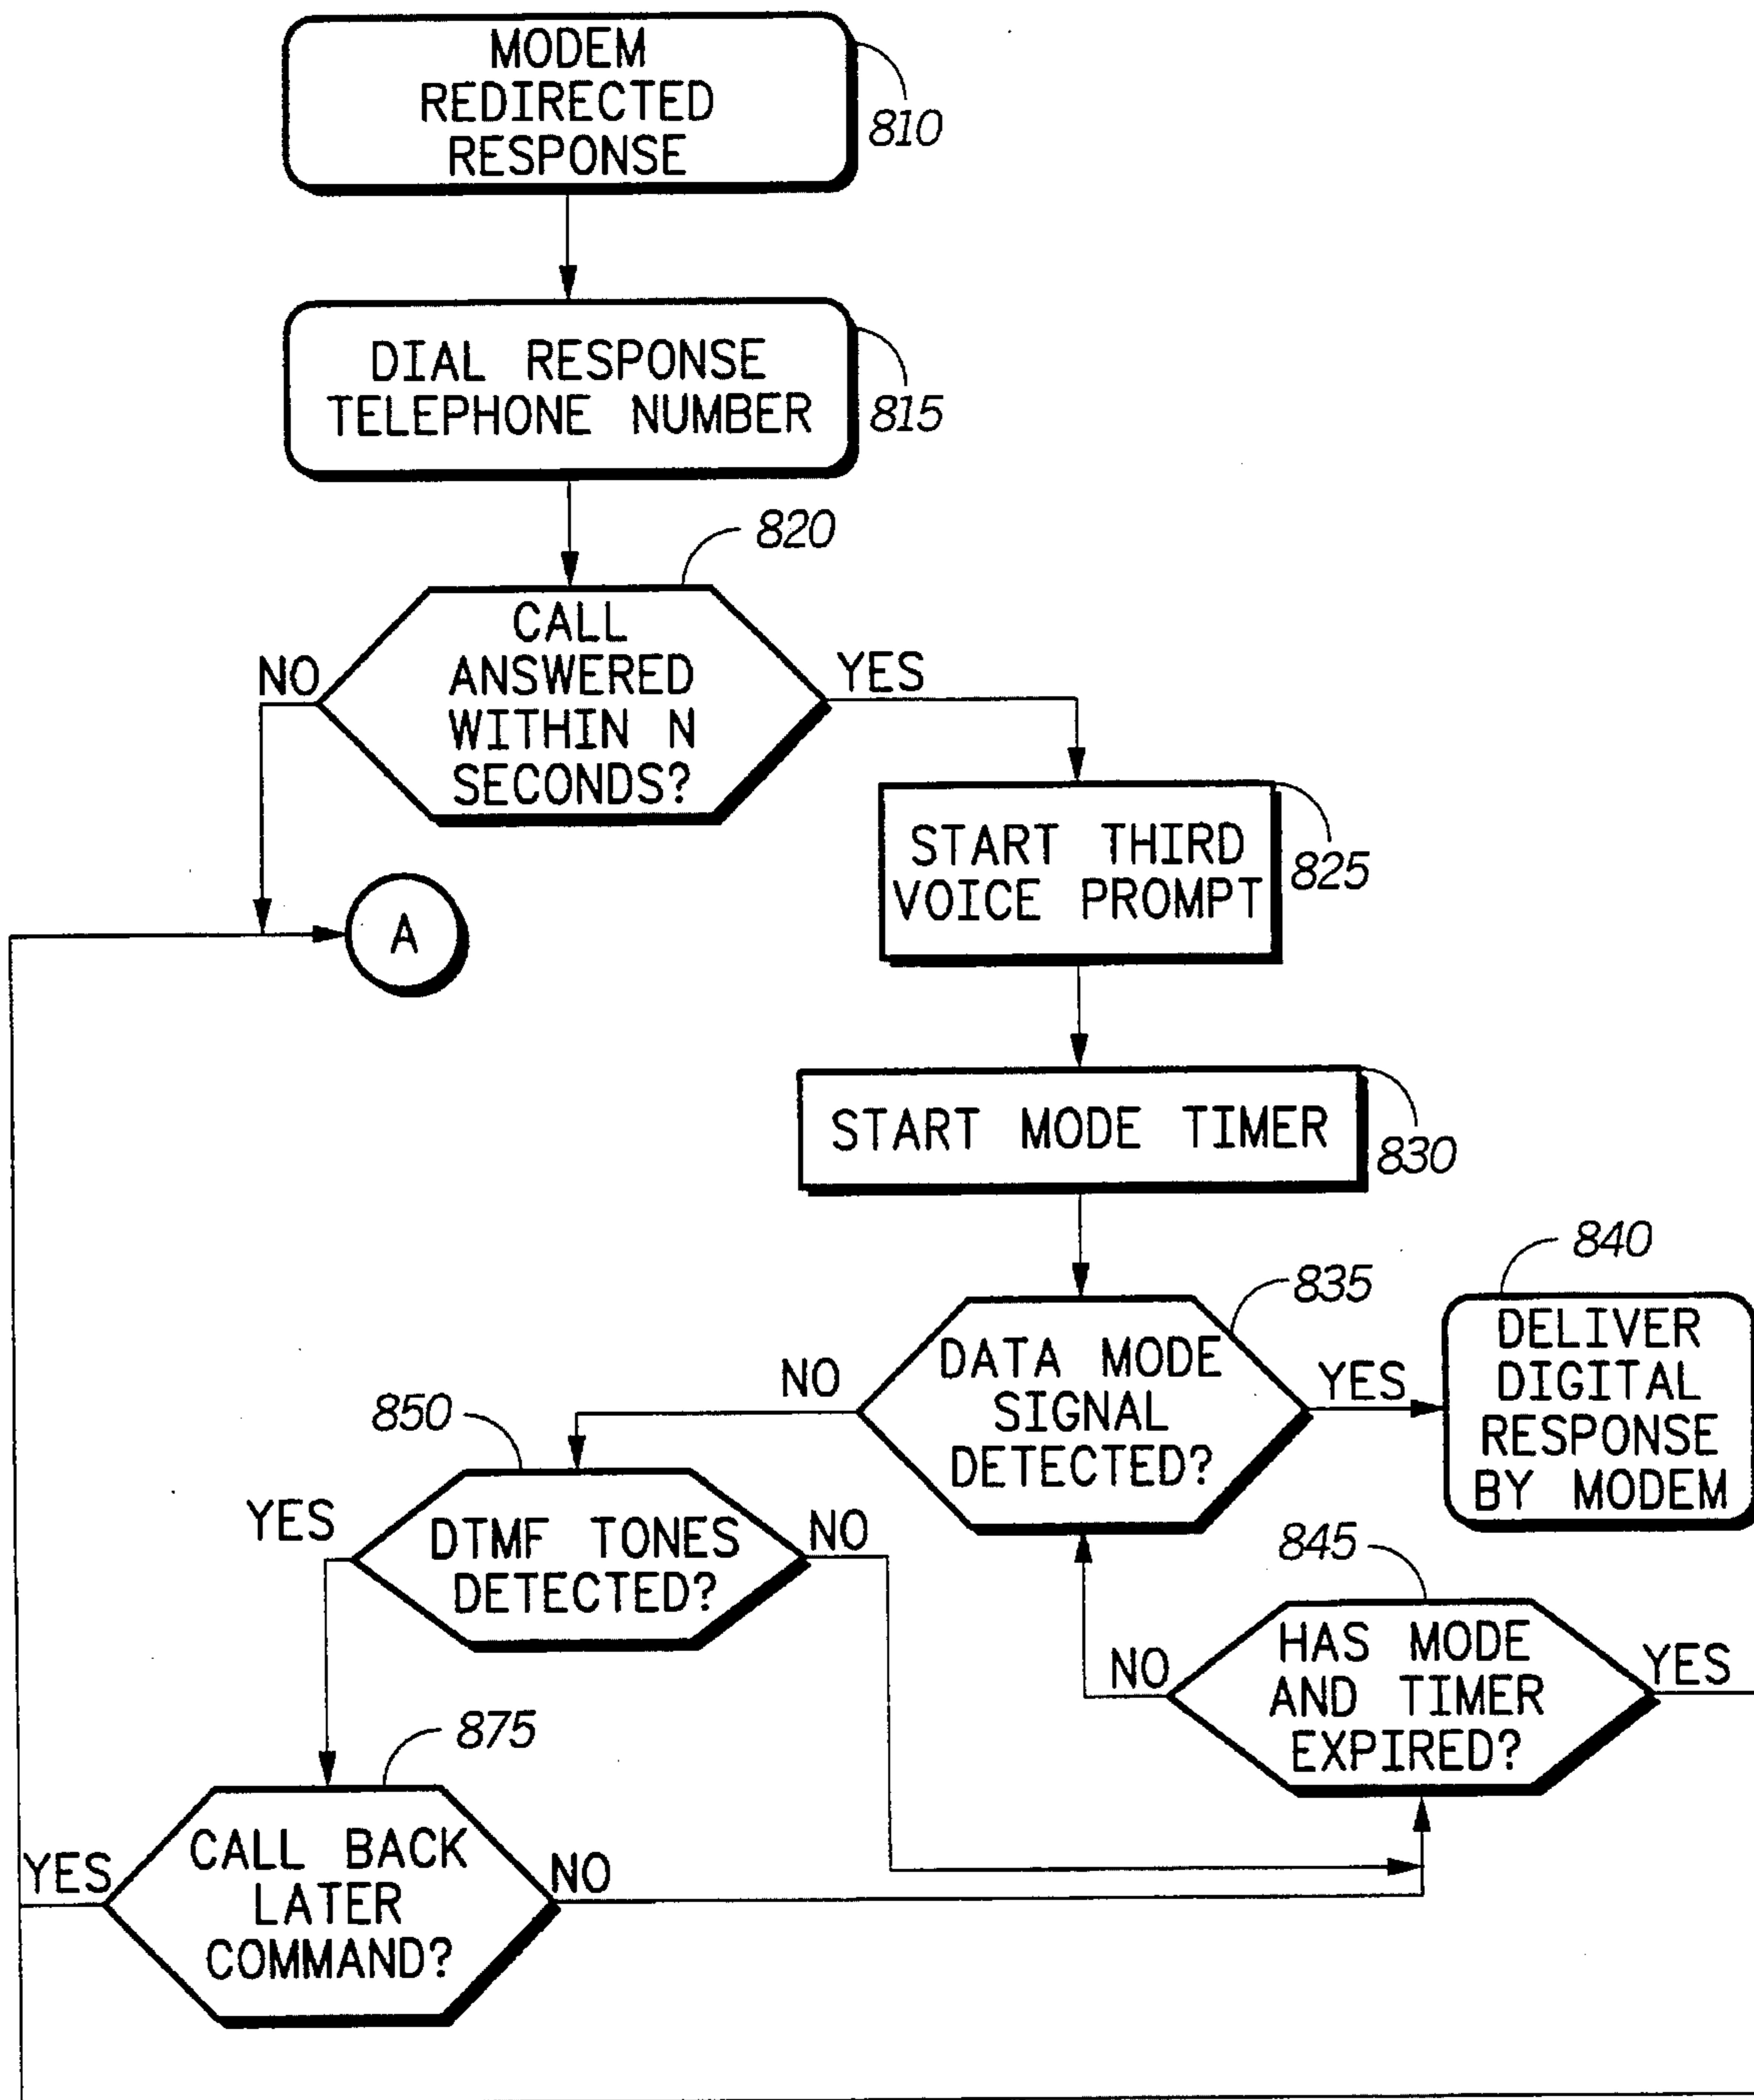 MODEM
REDIRECTED
RESPONSE
810
DIAL RESPONSE
TELEPHONE NUMBER
815
820
CALL
ANSWERED
WITHIN N
SECONDS?
NO
YES
START THIRD
VOICE PROMPT
825
A
START MODE TIMER
830
835
DATA MODE
SIGNAL
DETECTED?
NO
YES
840
DELIVER
DIGITAL
RESPONSE
BY MODEM
850
DTMF TONES
DETECTED?
YES
NO
845
HAS MODE
AND TIMER
EXPIRED?
NO
YES
875
CALL BACK
LATER
COMMAND?
YES
NO